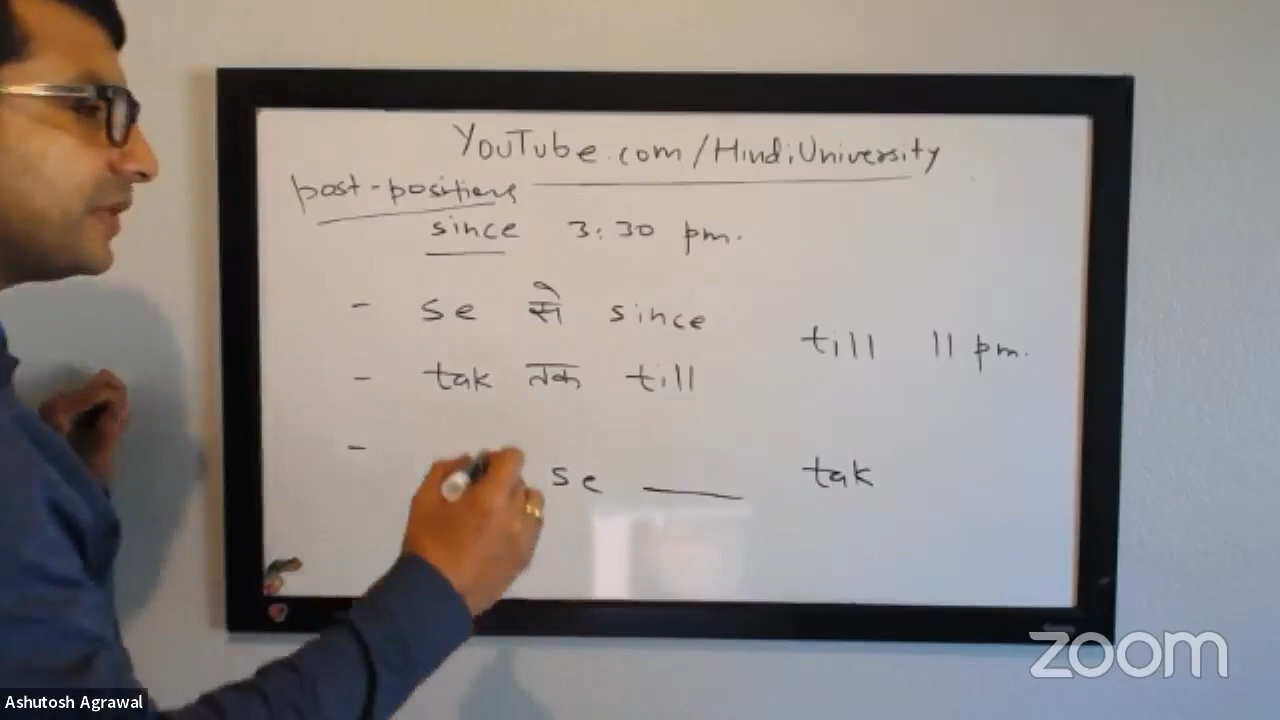 YouTube.com/HindiUniversity
post-positions
since 3:30 pm.
- se से since
till 11 pm.
- tak तक till
- se ___ tak
zoom
Ashutosh Agrawal